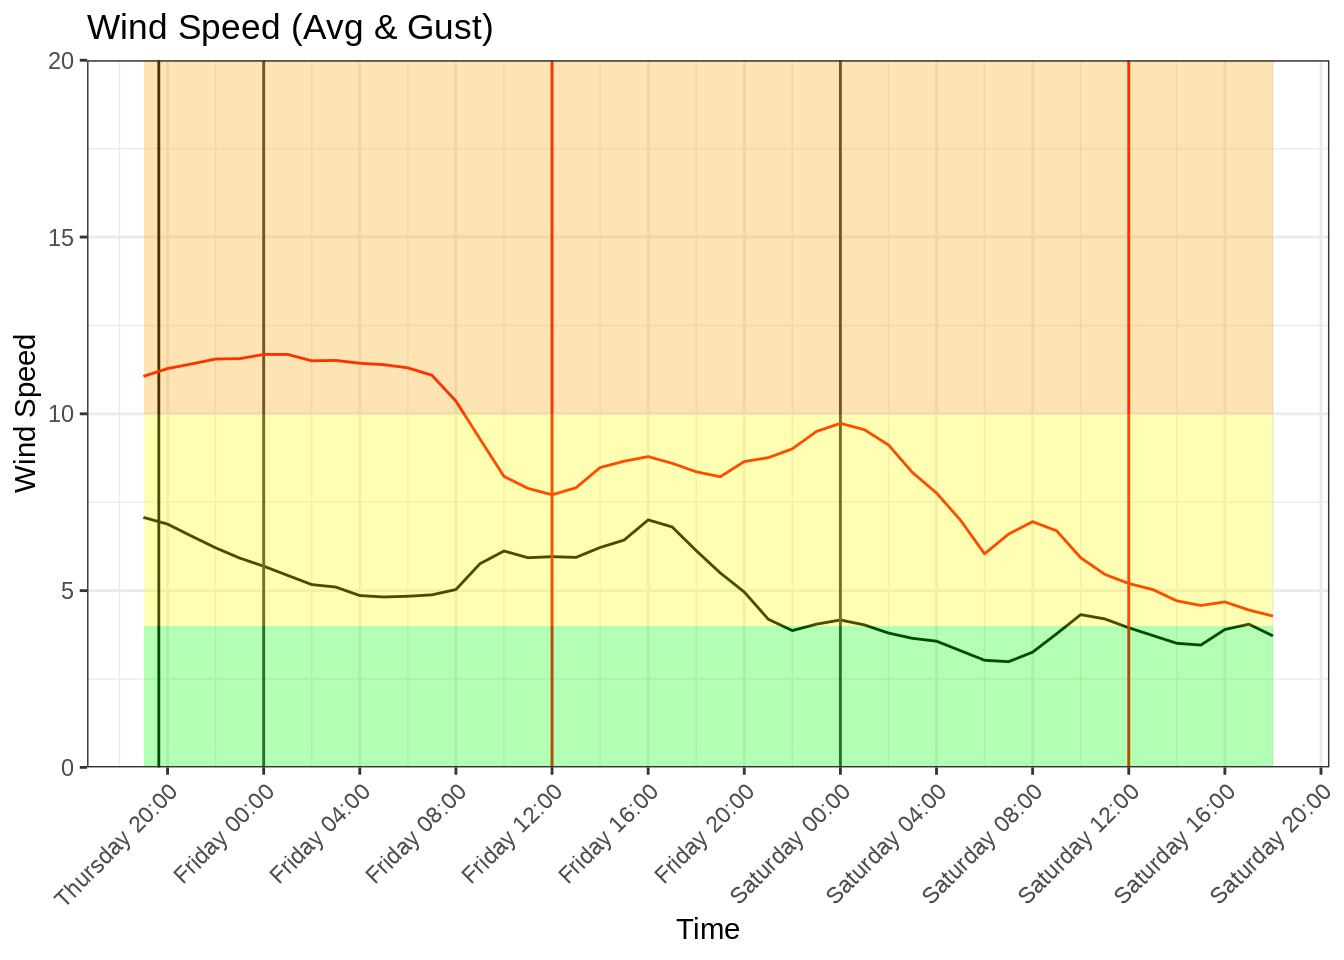 Wind Speed (Avg & Gust)
20
15
10
5
0
Wind Speed
Thursday 20:00
Friday 00:00
Friday 04:00
Friday 08:00
Friday 12:00
Friday 16:00
Friday 20:00
Saturday 00:00
Saturday 04:00
Saturday 08:00
Saturday 12:00
Saturday 16:00
Saturday 20:00
Time